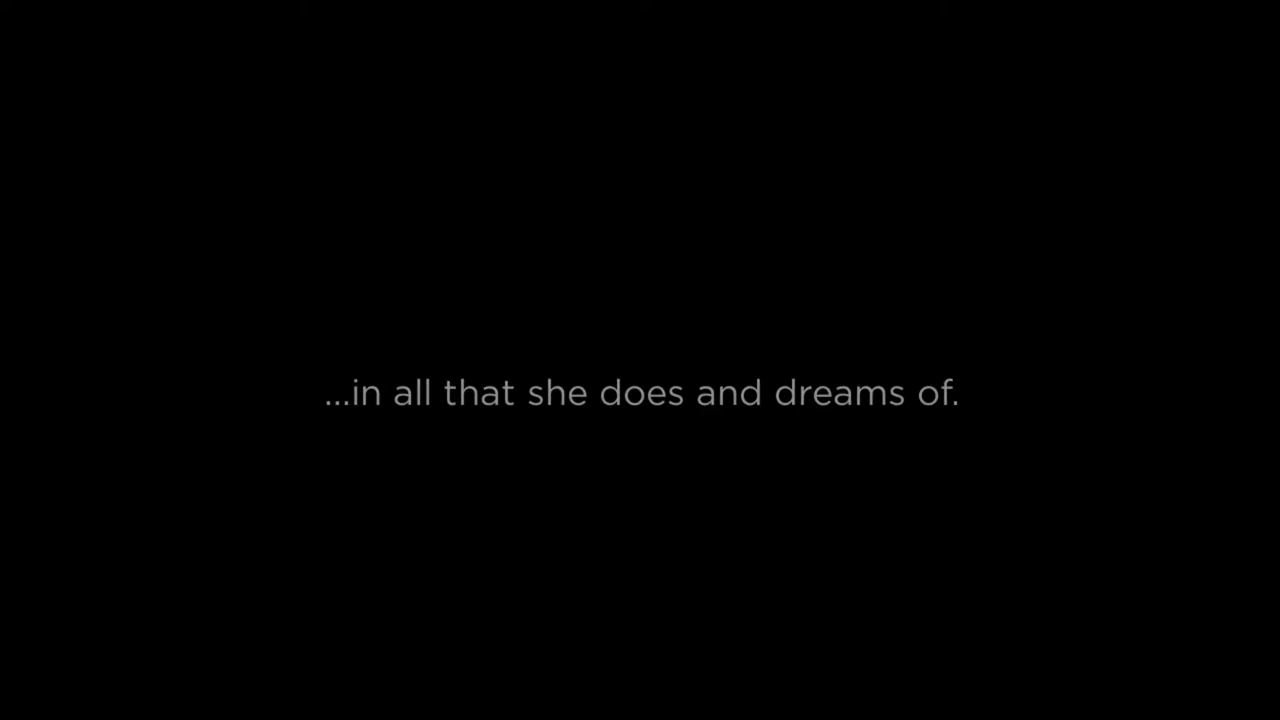 ...in all that she does and dreams of.